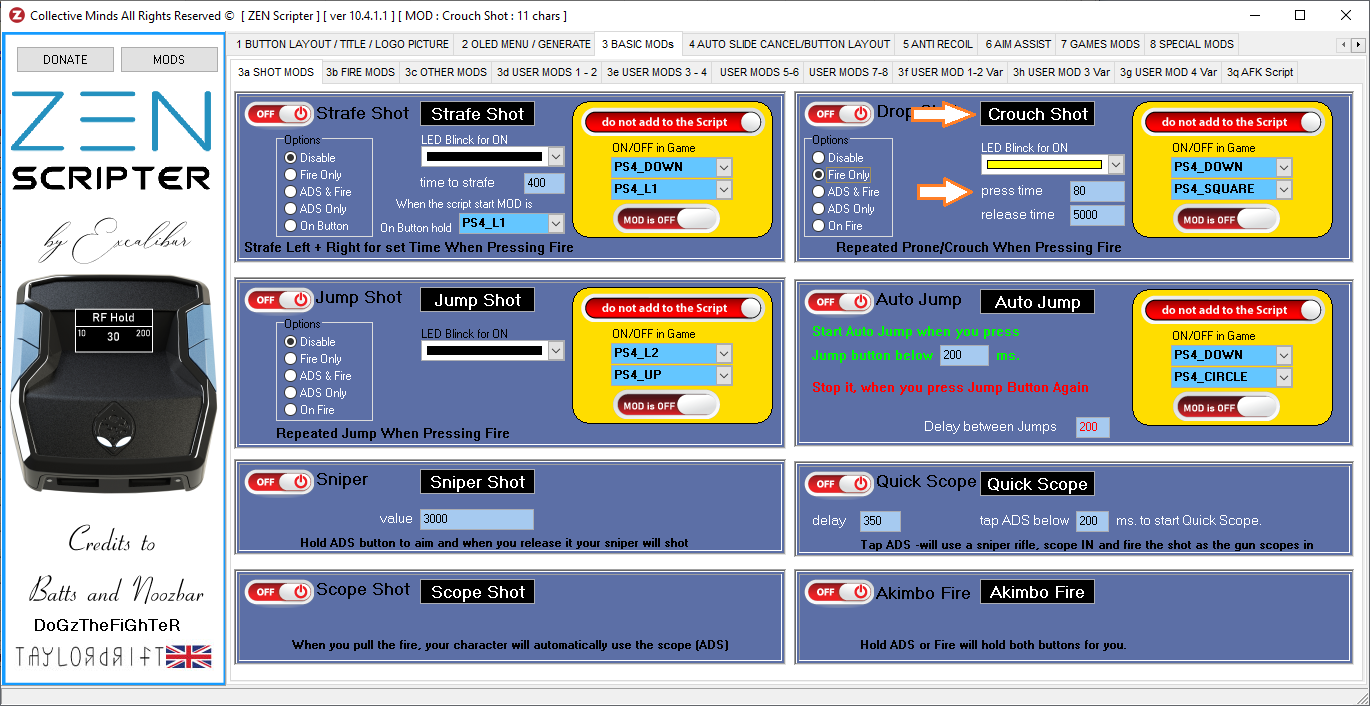 Collective Minds All Rights Reserved © [ ZEN Scripter ] [ ver 10.4.1.1 ] [ MOD : Crouch Shot : 11 chars ]
DONATE MODS
1 BUTTON LAYOUT / TITLE / LOGO PICTURE 2 OLED MENU / GENERATE 3 BASIC MODs 4 AUTO SLIDE CANCEL/BUTTON LAYOUT 5 ANTI RECOIL 6 AIM ASSIST 7 GAMES MODS 8 SPECIAL MODS
3a SHOT MODS 3b FIRE MODS 3c OTHER MODS 3d USER MODS 1 - 2 3e USER MODS 3 - 4 USER MODS 5-6 USER MODS 7-8 3f USER MOD 1-2 Var 3h USER MOD 3 Var 3g USER MOD 4 Var 3q AFK Script
ZEN
SCRIPTER
by Excalibur
RF Hold
10 30 200
Credits to
Batts and Noozbar
DoGzTheFiGhTeR
TAYLORdRIFT
OFF Strafe Shot Strafe Shot
Options
Disable
Fire Only
ADS & Fire
ADS Only
On Button
LED Blinck for ON
time to strafe 400
When the script start MOD is
On Button hold PS4_L1
Strafe Left + Right for set Time When Pressing Fire
do not add to the Script
ON/OFF in Game
PS4_DOWN
PS4_L1
MOD is OFF
OFF Drop Crouch Shot
Options
Disable
Fire Only
ADS & Fire
ADS Only
On Fire
LED Blinck for ON
press time 80
release time 5000
Repeated Prone/Crouch When Pressing Fire
do not add to the Script
ON/OFF in Game
PS4_DOWN
PS4_SQUARE
MOD is OFF
OFF Jump Shot Jump Shot
Options
Disable
Fire Only
ADS & Fire
ADS Only
On Fire
LED Blinck for ON
Repeated Jump When Pressing Fire
do not add to the Script
ON/OFF in Game
PS4_L2
PS4_UP
MOD is OFF
OFF Auto Jump Auto Jump
Start Auto Jump when you press
Jump button below 200 ms.
Stop it, when you press Jump Button Again
Delay between Jumps 200
do not add to the Script
ON/OFF in Game
PS4_DOWN
PS4_CIRCLE
MOD is OFF
OFF Sniper Sniper Shot
value 3000
Hold ADS button to aim and when you release it your sniper will shot
OFF Quick Scope Quick Scope
delay 350 tap ADS below 200 ms. to start Quick Scope.
Tap ADS -will use a sniper rifle, scope IN and fire the shot as the gun scopes in
OFF Scope Shot Scope Shot
When you pull the fire, your character will automatically use the scope (ADS)
OFF Akimbo Fire Akimbo Fire
Hold ADS or Fire will hold both buttons for you.